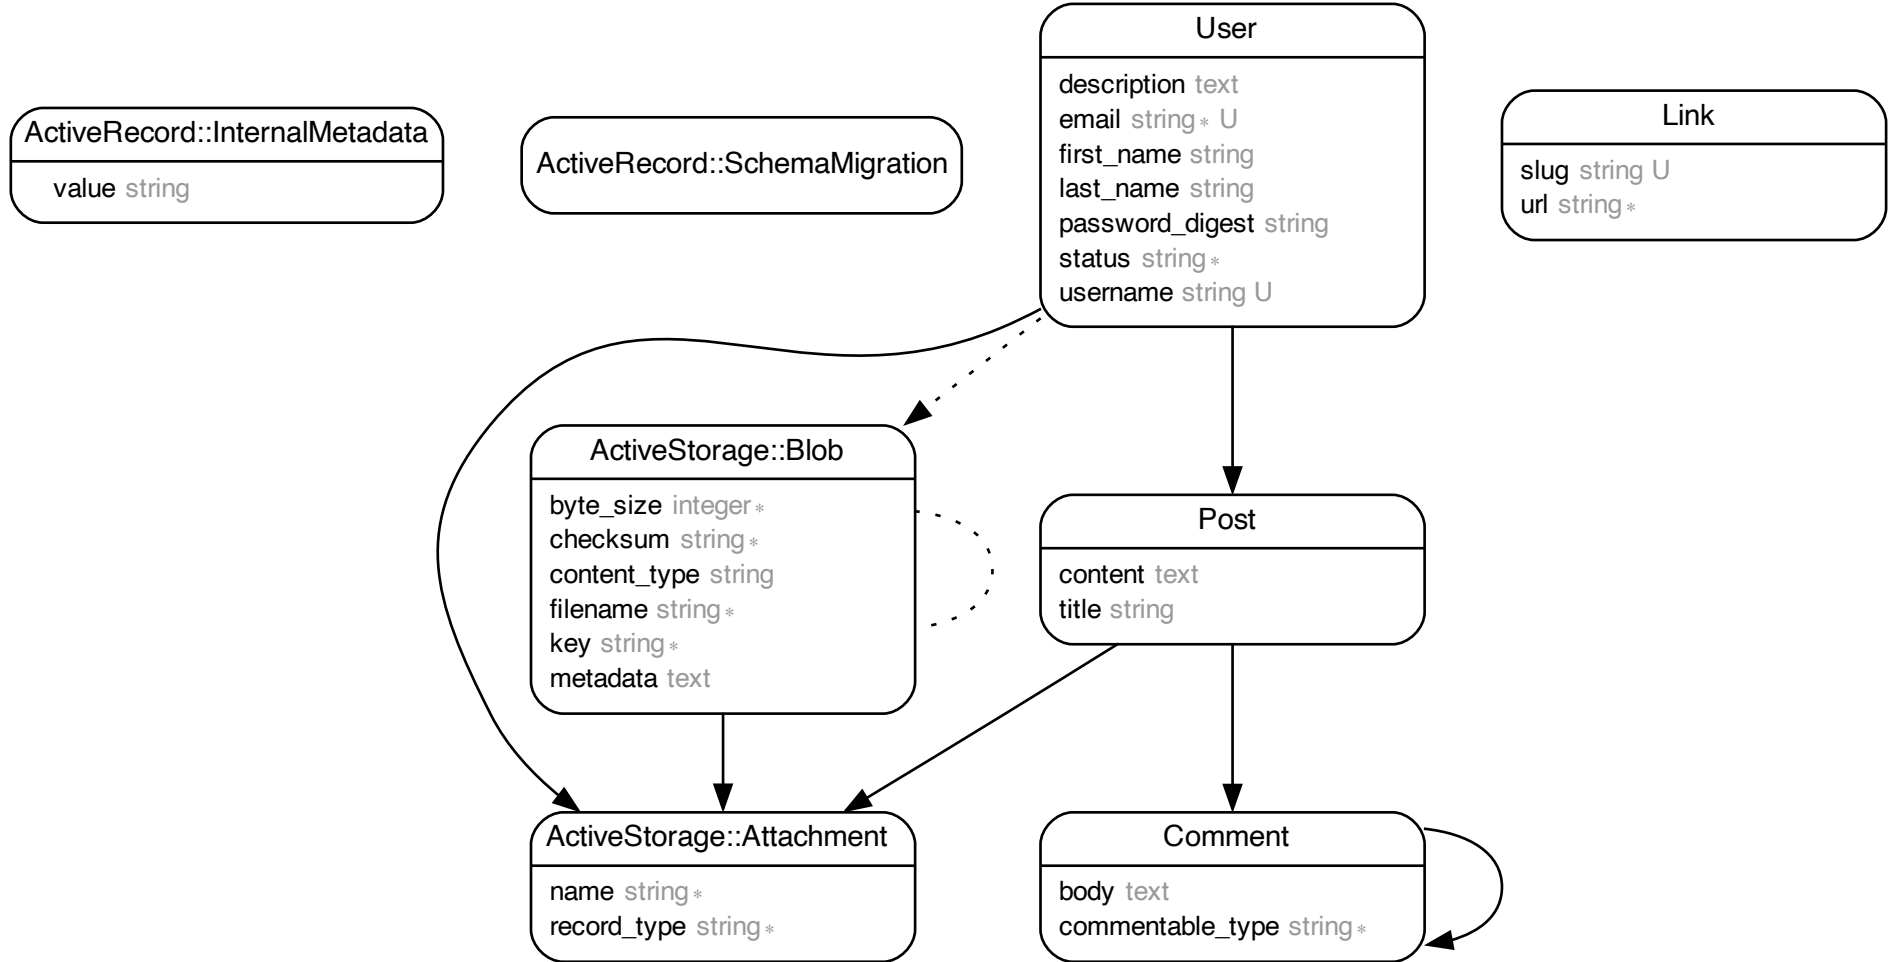 User
description text
email string∗ U
first_name string
last_name string
password_digest string
status string∗
username string U
ActiveRecord::InternalMetadata
value string
ActiveRecord::SchemaMigration
Link
slug string U
url string∗
ActiveStorage::Blob
byte_size integer∗
checksum string∗
content_type string
filename string∗
key string∗
metadata text
Post
content text
title string
ActiveStorage::Attachment
name string∗
record_type string∗
Comment
body text
commentable_type string∗